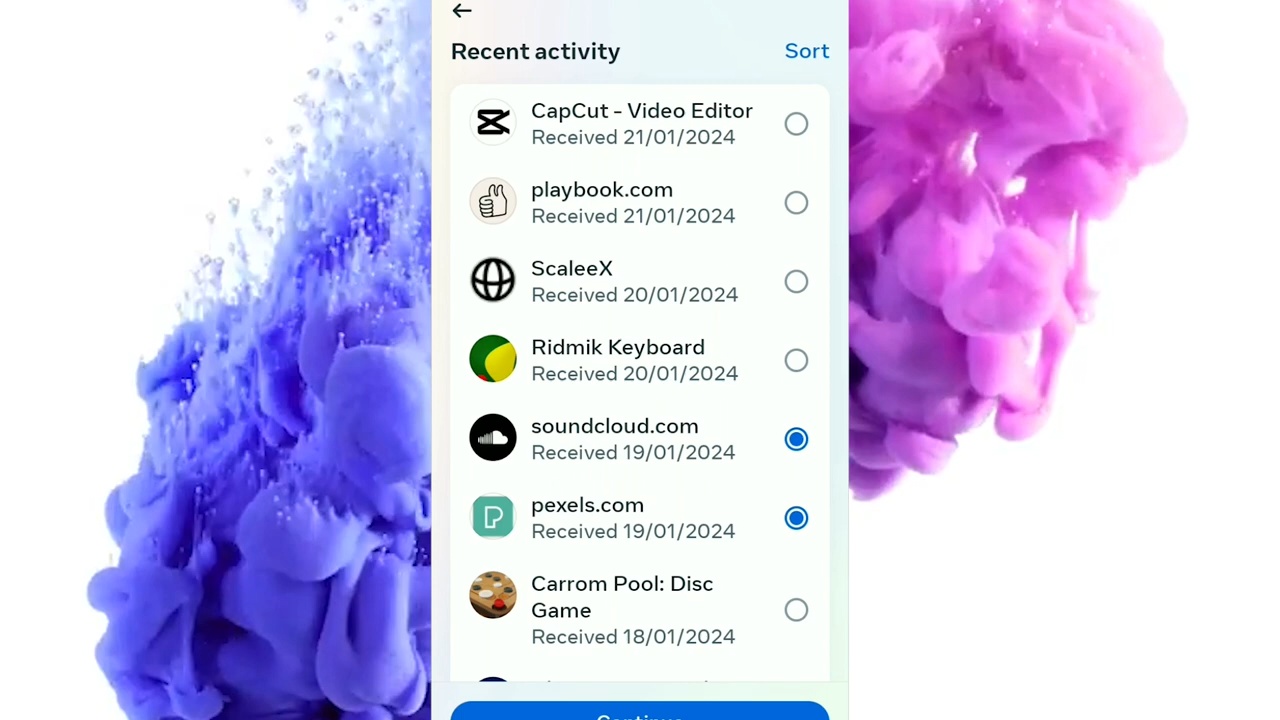 Recent activity
Sort
CapCut - Video Editor
Received 21/01/2024
playbook.com
Received 21/01/2024
ScaleeX
Received 20/01/2024
Ridmik Keyboard
Received 20/01/2024
soundcloud.com
Received 19/01/2024
pexels.com
Received 19/01/2024
Carrom Pool: Disc
Game
Received 18/01/2024
Continue